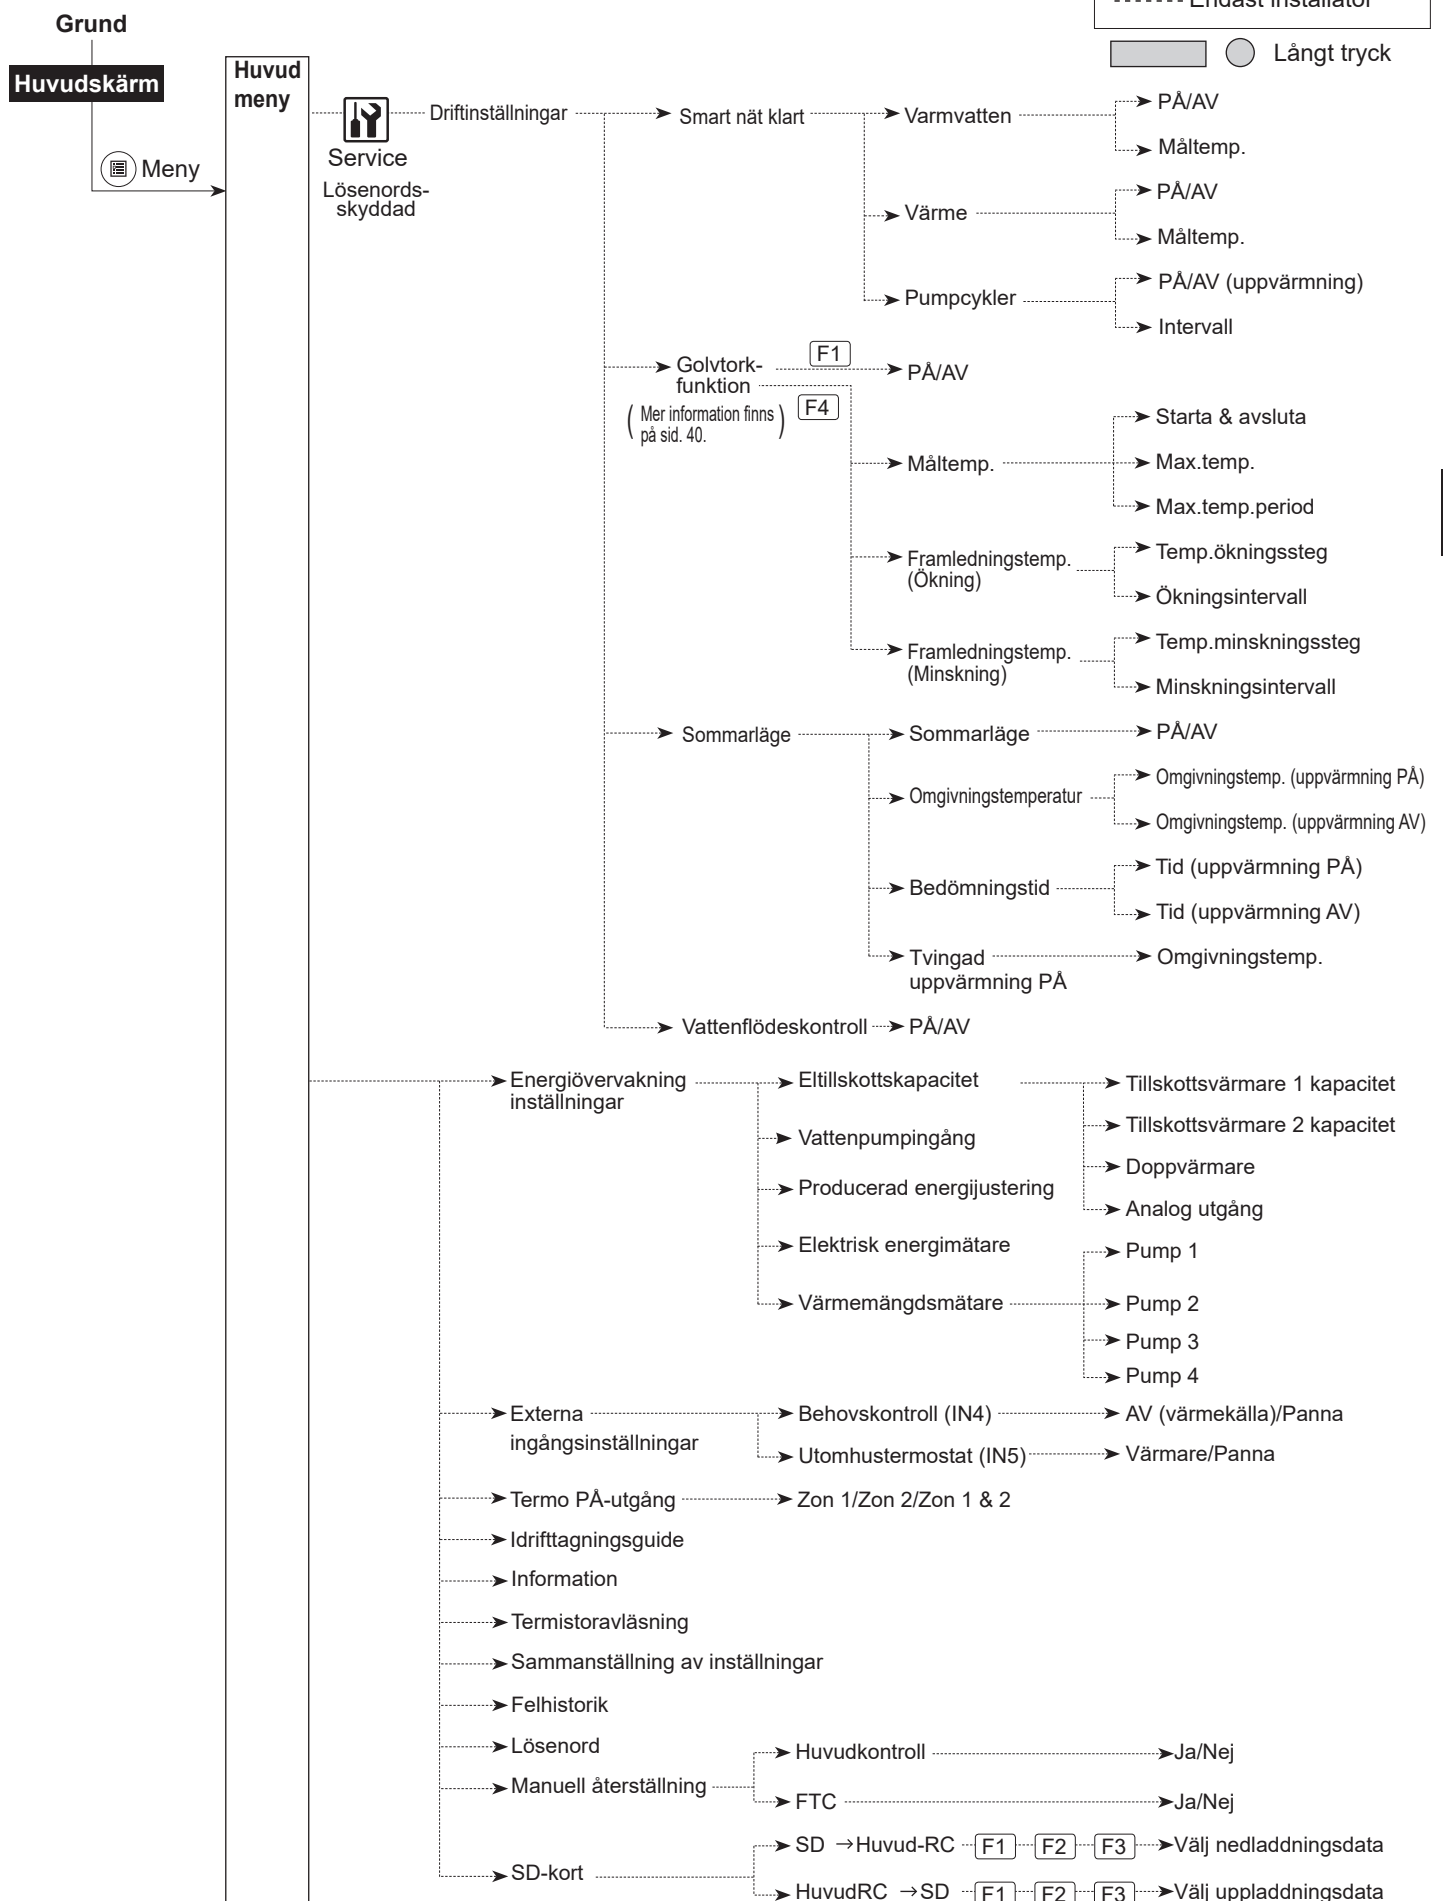 Endast installatör
Grund
Långt tryck
Huvudskärm
Huvud
meny
Meny
Service
Lösenords-
skyddad
Driftinställningar
Smart nät klart
Varmvatten
PÅ/AV
Måltemp.
Värme
PÅ/AV
Måltemp.
Pumpcykler
PÅ/AV (uppvärmning)
Intervall
Golvtork-
funktion
(Mer information finns
på sid. 40.)
F1
PÅ/AV
F4
Måltemp.
Starta & avsluta
Max.temp.
Max.temp.period
Framledningstemp.
(Ökning)
Temp.ökningssteg
Ökningsintervall
Framledningstemp.
(Minskning)
Temp.minskningssteg
Minskningsintervall
Sommarläge
Sommarläge
PÅ/AV
Omgivningstemperatur
Omgivningstemp. (uppvärmning PÅ)
Omgivningstemp. (uppvärmning AV)
Bedömningstid
Tid (uppvärmning PÅ)
Tid (uppvärmning AV)
Tvingad
uppvärmning PÅ
Omgivningstemp.
Vattenflödeskontroll
PÅ/AV
Energiövervakning
inställningar
Eltillskottskapacitet
Tillskottsvärmare 1 kapacitet
Tillskottsvärmare 2 kapacitet
Doppvärmare
Analog utgång
Vattenpumpingång
Producerad energijustering
Elektrisk energimätare
Värmemängdsmätare
Pump 1
Pump 2
Pump 3
Pump 4
Externa
ingångsinställningar
Behovskontroll (IN4)
AV (värmekälla)/Panna
Utomhustermostat (IN5)
Värmare/Panna
Termo PÅ-utgång
Zon 1/Zon 2/Zon 1 & 2
Idrifttagningsguide
Information
Termistoravläsning
Sammanställning av inställningar
Felhistorik
Lösenord
Manuell återställning
Huvudkontroll
Ja/Nej
FTC
Ja/Nej
SD-kort
SD →Huvud-RC F1 F2 F3 Välj nedladdningsdata
HuvudRC →SD F1 F2 F3 Välj uppladdningsdata